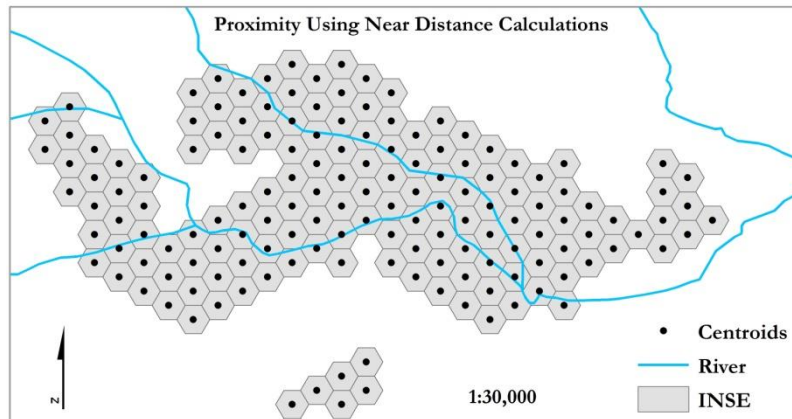 Proximity Using Near Distance Calculations
Centroids
River
INSE
1:30,000
N